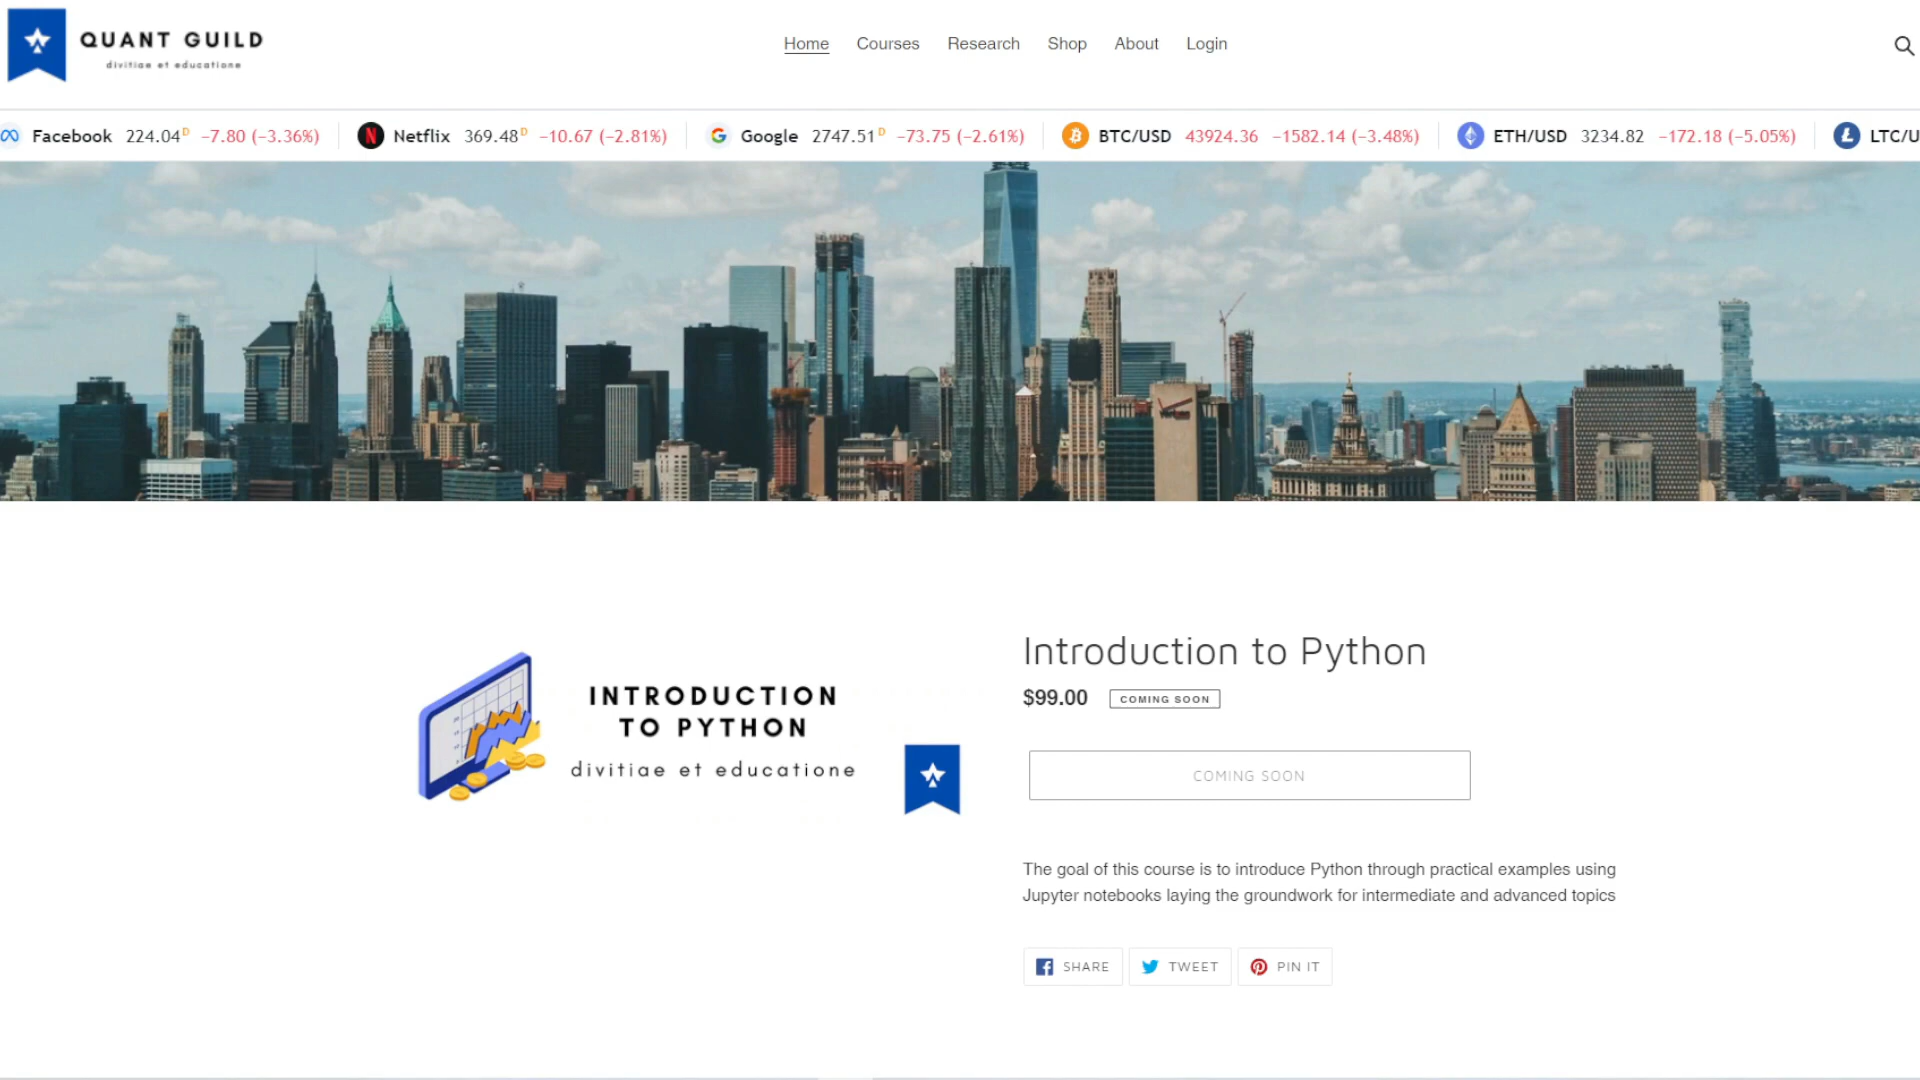 QUANT GUILD
divitiae et educatione
Home Courses Research Shop About Login
Facebook 224.04 D −7.80 (−3.36%) Netflix 369.48 D −10.67 (−2.81%) Google 2747.51 D −73.75 (−2.61%) BTC/USD 43924.36 −1582.14 (−3.48%) ETH/USD 3234.82 −172.18 (−5.05%) LTC/U
INTRODUCTION
TO PYTHON
divitiae et educatione
Introduction to Python
$99.00 COMING SOON
COMING SOON
The goal of this course is to introduce Python through practical examples using
Jupyter notebooks laying the groundwork for intermediate and advanced topics
SHARE TWEET PIN IT